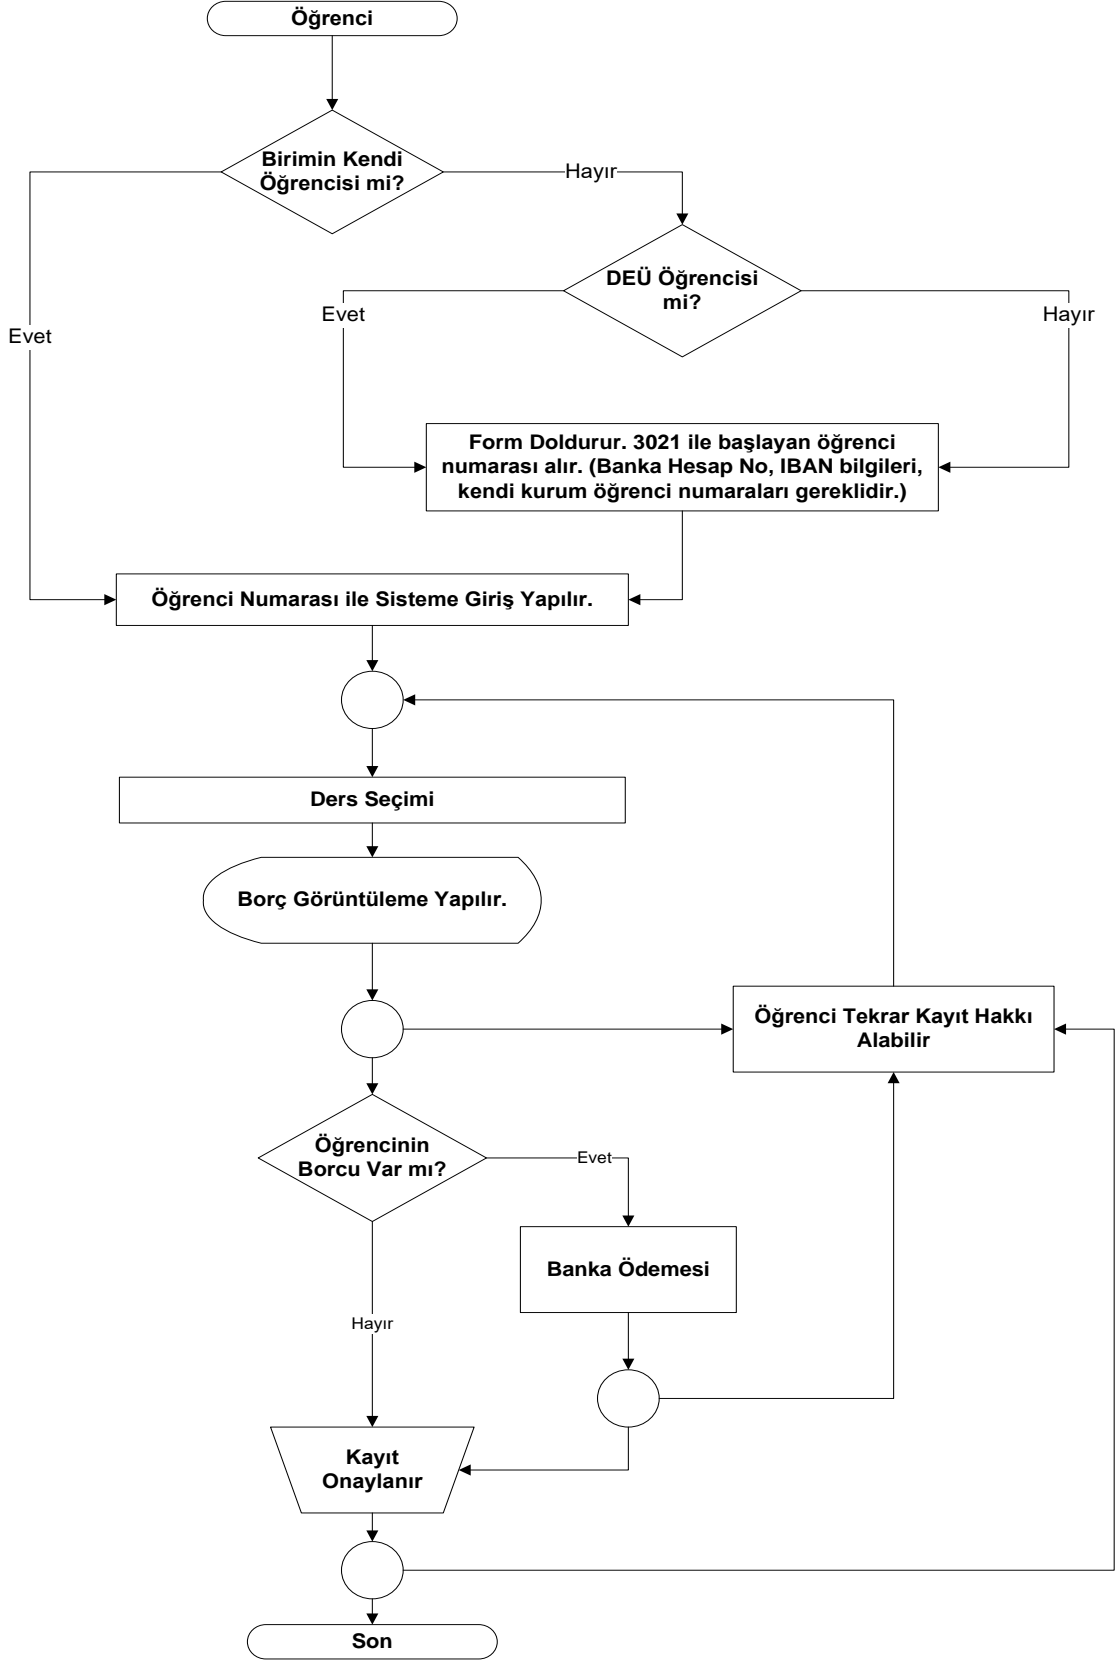 Öğrenci
Birimin Kendi
Öğrencisi mi?
Hayır
DEÜ Öğrencisi
mi?
Evet
Evet
Hayır
Form Doldurur. 3021 ile başlayan öğrenci
numarası alır. (Banka Hesap No, IBAN bilgileri,
kendi kurum öğrenci numaraları gereklidir.)
Öğrenci Numarası ile Sisteme Giriş Yapılır.
Ders Seçimi
Borç Görüntüleme Yapılır.
Öğrenci Tekrar Kayıt Hakkı
Alabilir
Öğrencinin
Borcu Var mı?
Evet
Banka Ödemesi
Hayır
Kayıt
Onaylanır
Son